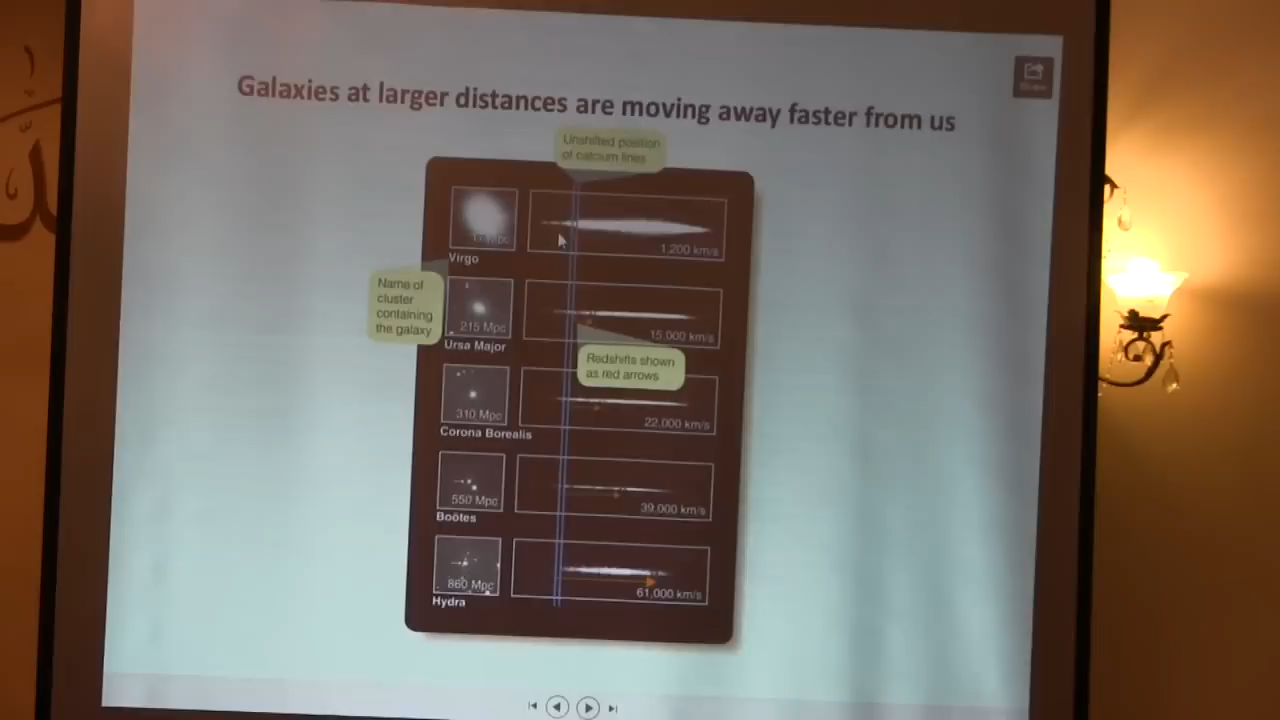 Galaxies at larger distances are moving away faster from us
Share
Unshifted position
of calcium lines
1,200 km/s
Virgo
Name of
cluster
containing
the galaxy
215 Mpc
15,000 km/s
Ursa Major
Redshifts shown
as red arrows
310 Mpc
22,000 km/s
Corona Borealis
550 Mpc
39,000 km/s
Boötes
860 Mpc
61,000 km/s
Hydra